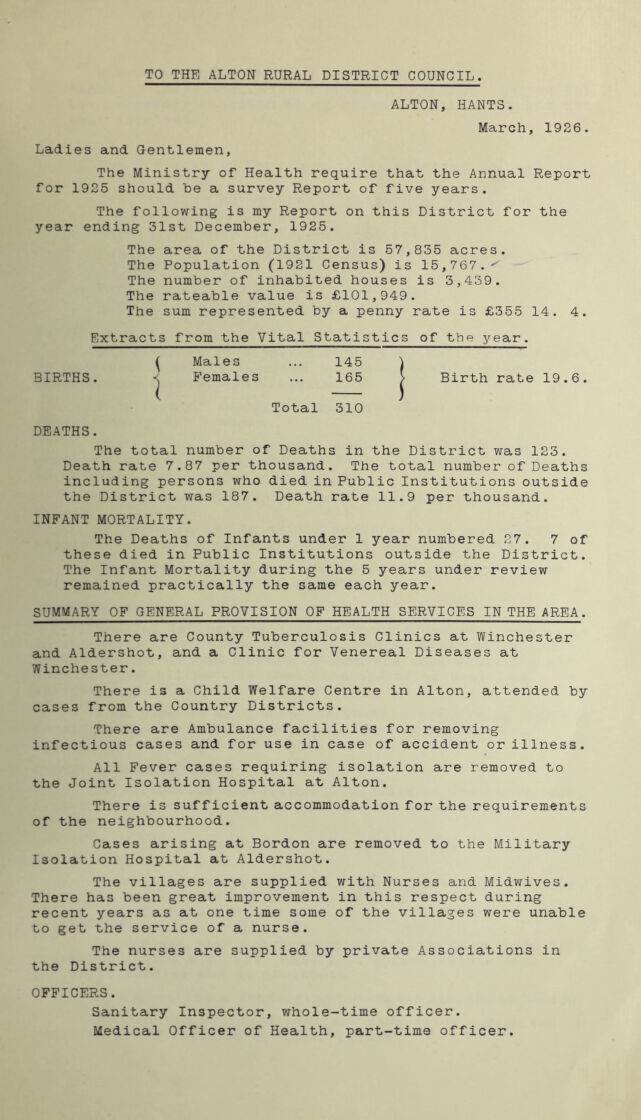 TO THE ALTON RURAL DISTRICT COUNCIL.
ALTON, HANTS.
March, 1926.
Ladies and Gentlemen,
The Ministry of Health require that the Annual Report
for 1925 should be a survey Report of five years.
The following is my Report on this District for the
year ending 31st December, 1925.
The area of the District is 57,835 acres.
The Population (1921 Census) is 15,767.
The number of inhabited houses is 3,439.
The rateable value is £101,949.
The sum represented by a penny rate is £355 14. 4.
Extracts from the Vital Statistics of the year.
( Males ... 145 )
BIRTHS. { Females ... 165 } Birth rate 19.6.
( )
Total 310
DEATHS.
The total number of Deaths in the District was 123.
Death rate 7.87 per thousand. The total number of Deaths
including persons who died in Public Institutions outside
the District was 187. Death rate 11.9 per thousand.
INFANT MORTALITY.
The Deaths of Infants under 1 year numbered 27. 7 of
these died in Public Institutions outside the District.
The Infant Mortality during the 5 years under review
remained practically the same each year.
SUMMARY OF GENERAL PROVISION OF HEALTH SERVICES IN THE AREA.
There are County Tuberculosis Clinics at Winchester
and Aldershot, and a Clinic for Venereal Diseases at
Winchester.
There is a Child Welfare Centre in Alton, attended by
cases from the Country Districts.
There are Ambulance facilities for removing
infectious cases and for use in case of accident or illness.
All Fever cases requiring isolation are removed to
the Joint Isolation Hospital at Alton.
There is sufficient accommodation for the requirements
of the neighbourhood.
Cases arising at Bordon are removed to the Military
Isolation Hospital at Aldershot.
The villages are supplied with Nurses and Midwives.
There has been great improvement in this respect during
recent years as at one time some of the villages were unable
to get the service of a nurse.
The nurses are supplied by private Associations in
the District.
OFFICERS.
Sanitary Inspector, whole-time officer.
Medical Officer of Health, part-time officer.